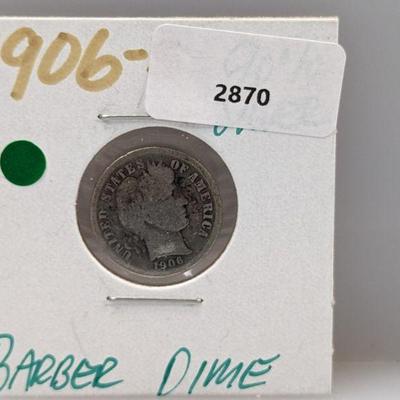 906-
2870
UNITED STATES OF AMERICA
1906
BARBER DIME